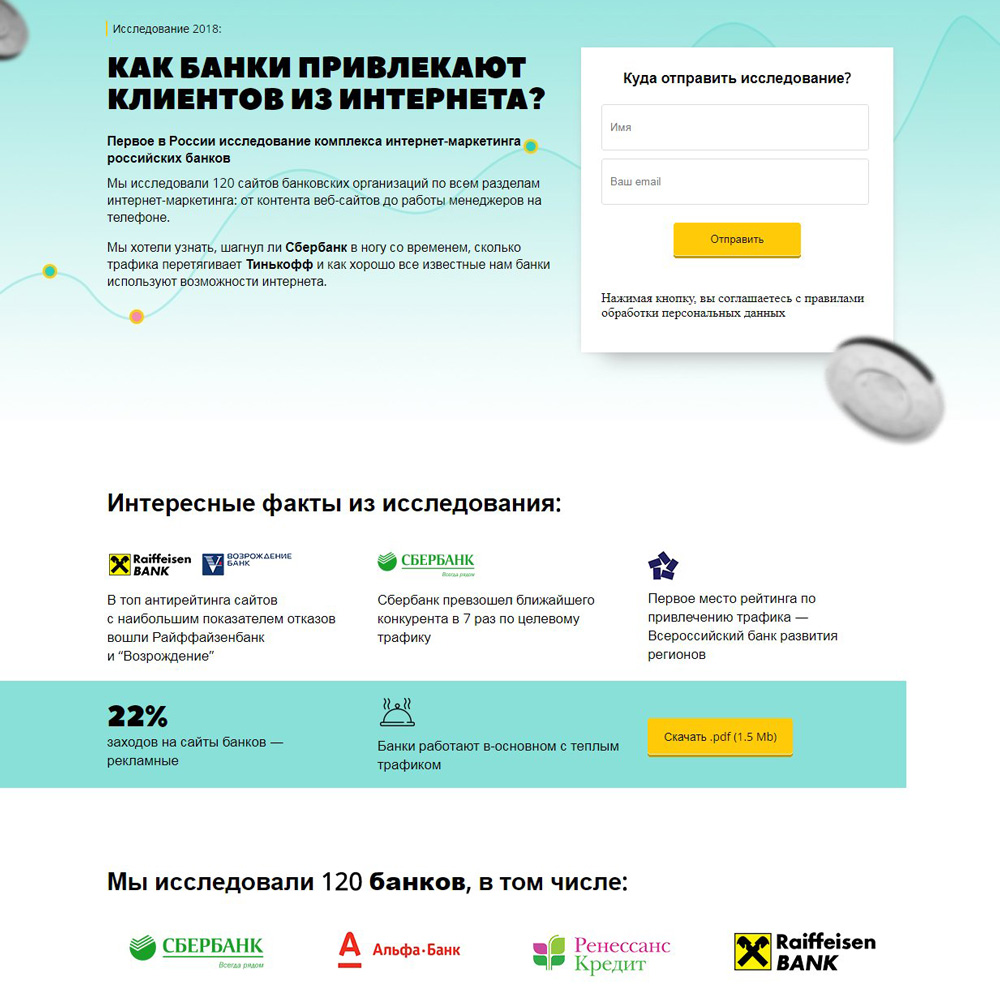 Исследование 2018:
КАК БАНКИ ПРИВЛЕКАЮТ
КЛИЕНТОВ ИЗ ИНТЕРНЕТА?
Первое в России исследование комплекса интернет-маркетинга
российских банков
Мы исследовали 120 сайтов банковских организаций по всем разделам
интернет-маркетинга: от контента веб-сайтов до работы менеджеров на
телефоне.
Мы хотели узнать, шагнул ли Сбербанк в ногу со временем, сколько
трафика перетягивает Тинькофф и как хорошо все известные нам банки
используют возможности интернета.
Куда отправить исследование?
Имя
Ваш email
Отправить
Нажимая кнопку, вы соглашаетесь с правилами
обработки персональных данных
Интересные факты из исследования:
Raiffeisen
BANK
ВОЗРОЖДЕНИЕ
БАНК
В топ антирейтинга сайтов
с наибольшим показателем отказов
вошли Райффайзенбанк
и “Возрождение”
СБЕРБАНК
Всегда рядом
Сбербанк превзошел ближайшего
конкурента в 7 раз по целевому
трафику
Первое место рейтинга по
привлечению трафика —
Всероссийский банк развития
регионов
22%
заходов на сайты банков —
рекламные
Банки работают в-основном с теплым
трафиком
Скачать .pdf (1.5 Mb)
Мы исследовали 120 банков, в том числе:
СБЕРБАНК
Всегда рядом
Альфа·Банк
Ренессанс
Кредит
Raiffeisen
BANK